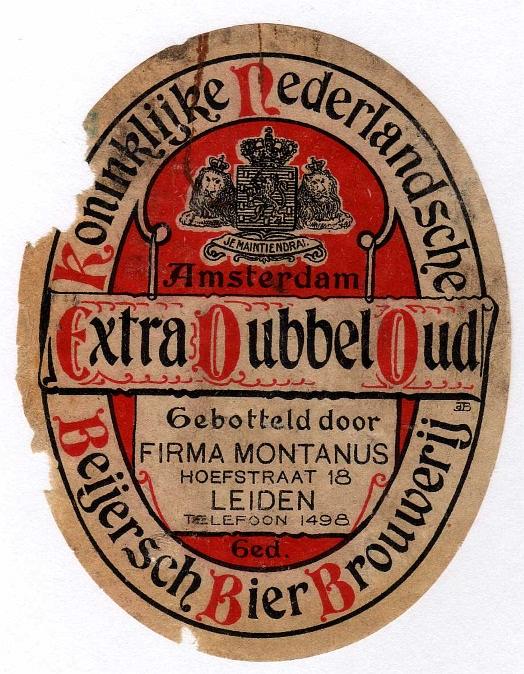 Koninklijke Nederlandsche
JE MAINTIENDRAI.
Amsterdam
Extra Dubbel Oud
Gebotteld door
FIRMA MONTANUS
HOEFSTRAAT 18
LEIDEN
TELEFOON 1498
Ged.
Beijersch Bier Brouwerij